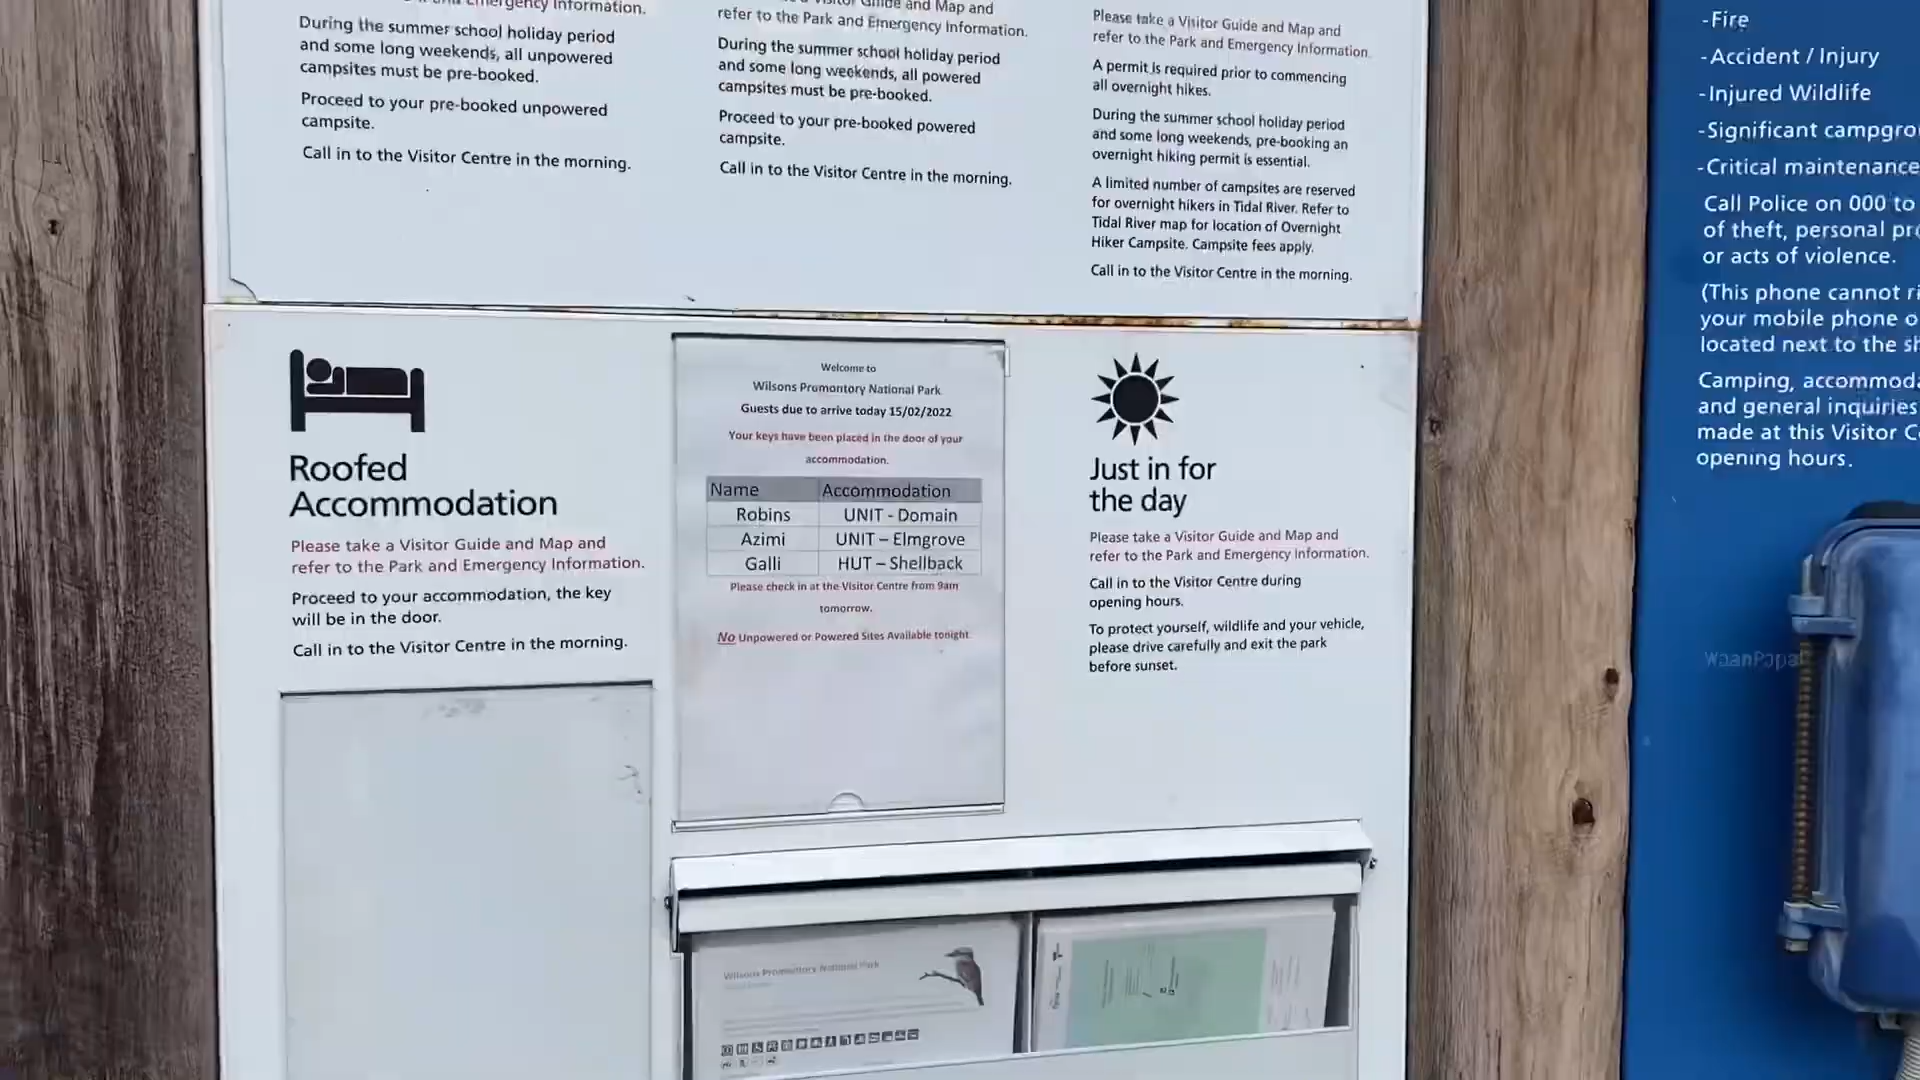 During the summer school holiday period
and some long weekends, all unpowered
campsites must be pre-booked.
Proceed to your pre-booked unpowered
campsite.
Call in to the Visitor Centre in the morning.
Guide and Map and
refer to the Park and Emergency Information.
During the summer school holiday period
and some long weekends, all powered
campsites must be pre-booked.
Proceed to your pre-booked powered
campsite.
Call in to the Visitor Centre in the morning.
Please take a Visitor Guide and Map and
refer to the Park and Emergency Information.
A permit is required prior to commencing
all overnight hikes.
During the summer school holiday period
and some long weekends, pre-booking an
overnight hiking permit is essential.
A limited number of campsites are reserved
for overnight hikers in Tidal River. Refer to
Tidal River map for location of Overnight
Hiker Campsite. Campsite fees apply.
Call in to the Visitor Centre in the morning.
Roofed
Accommodation
Please take a Visitor Guide and Map and
refer to the Park and Emergency Information.
Proceed to your accommodation, the key
will be in the door.
Call in to the Visitor Centre in the morning.
Welcome to
Wilsons Promontory National Park
Guests due to arrive today 15/02/2022
Your keys have been placed in the door of your
accommodation.
Name Accommodation
Robins UNIT - Domain
Azimi UNIT – Elmgrove
Galli HUT – Shellback
Please check in at the Visitor Centre from 9am
tomorrow.
No Unpowered or Powered Sites Available tonight
Just in for
the day
Please take a Visitor Guide and Map and
refer to the Park and Emergency Information.
Call in to the Visitor Centre during
opening hours.
To protect yourself, wildlife and your vehicle,
please drive carefully and exit the park
before sunset.
Wilsons Promontory National Park
-Fire
-Accident / Injury
-Injured Wildlife
-Significant campgro
-Critical maintenance
Call Police on 000 to
of theft, personal pro
or acts of violence.
(This phone cannot ri
your mobile phone o
located next to the sh
Camping, accommoda
and general inquiries
made at this Visitor C
opening hours.
WaanPapa